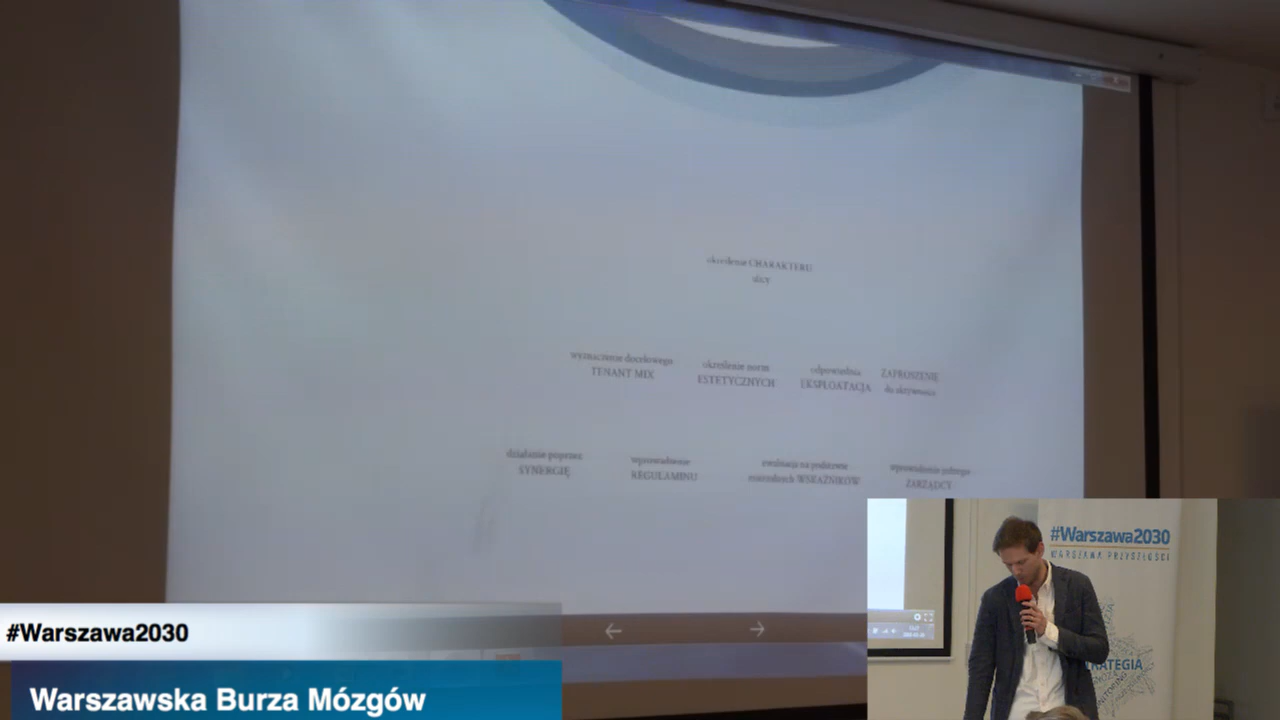 określenie CHARAKTERU
ulicy
wyznaczenie docelowego
TENANT MIX
określenie norm
ESTETYCZNYCH
odpowiednia
EKSPLOATACJA
ZAPROSZENIE
do aktywności
działanie poprzez
SYNERGIĘ
wprowadzenie
REGULAMINU
ewaluacja na podstawie
WSKAŹNIKÓW
wprowadzenie jednego
ZARZĄDCY
#Warszawa2030
WARSZAWA PRZYSZŁOŚCI
#Warszawa2030
Warszawska Burza Mózgów